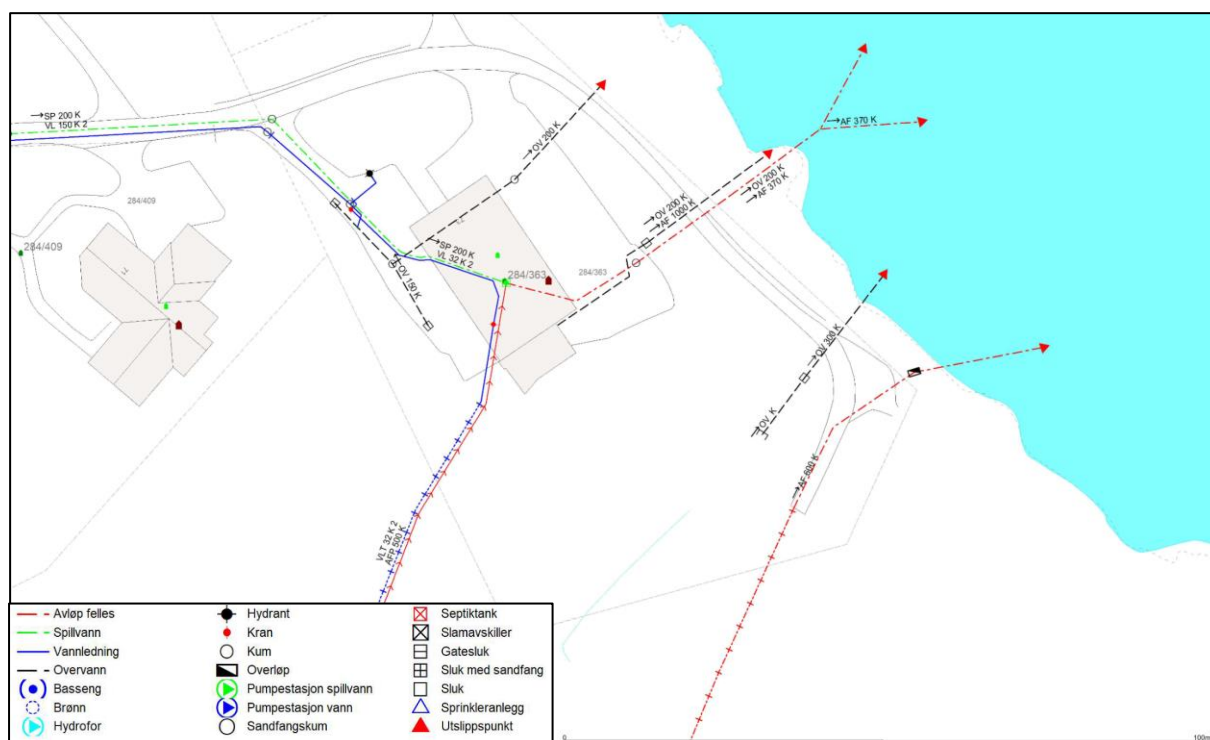 →SP 200 K
VL 150 K 2
284/409
284/409
→OV 200 K
→SP 200 K
VL 32 K 2
OV 150 K
284/363
284/363
→OV 200 K
→AF 1000 K
→OV 200 K
→AF 370 K
→AF 370 K
→OV 300 K
→OV K
→AF 600 K
VLT 32 K 2
AFP 500 K
Avløp felles
Spillvann
Vannledning
Overvann
Basseng
Brønn
Hydrofor
Hydrant
Kran
Kum
Overløp
Pumpestasjon spillvann
Pumpestasjon vann
Sandfangskum
Septiktank
Slamavskiller
Gatesluk
Sluk med sandfang
Sluk
Sprinkleranlegg
Utslippspunkt
0
100m